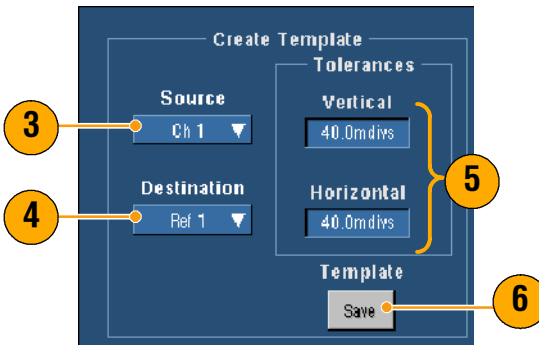 Create Template
Tolerances
Source
Vertical
3
Ch 1
40.0mdivs
5
Destination
Horizontal
4
Ref 1
40.0mdivs
Template
Save
6